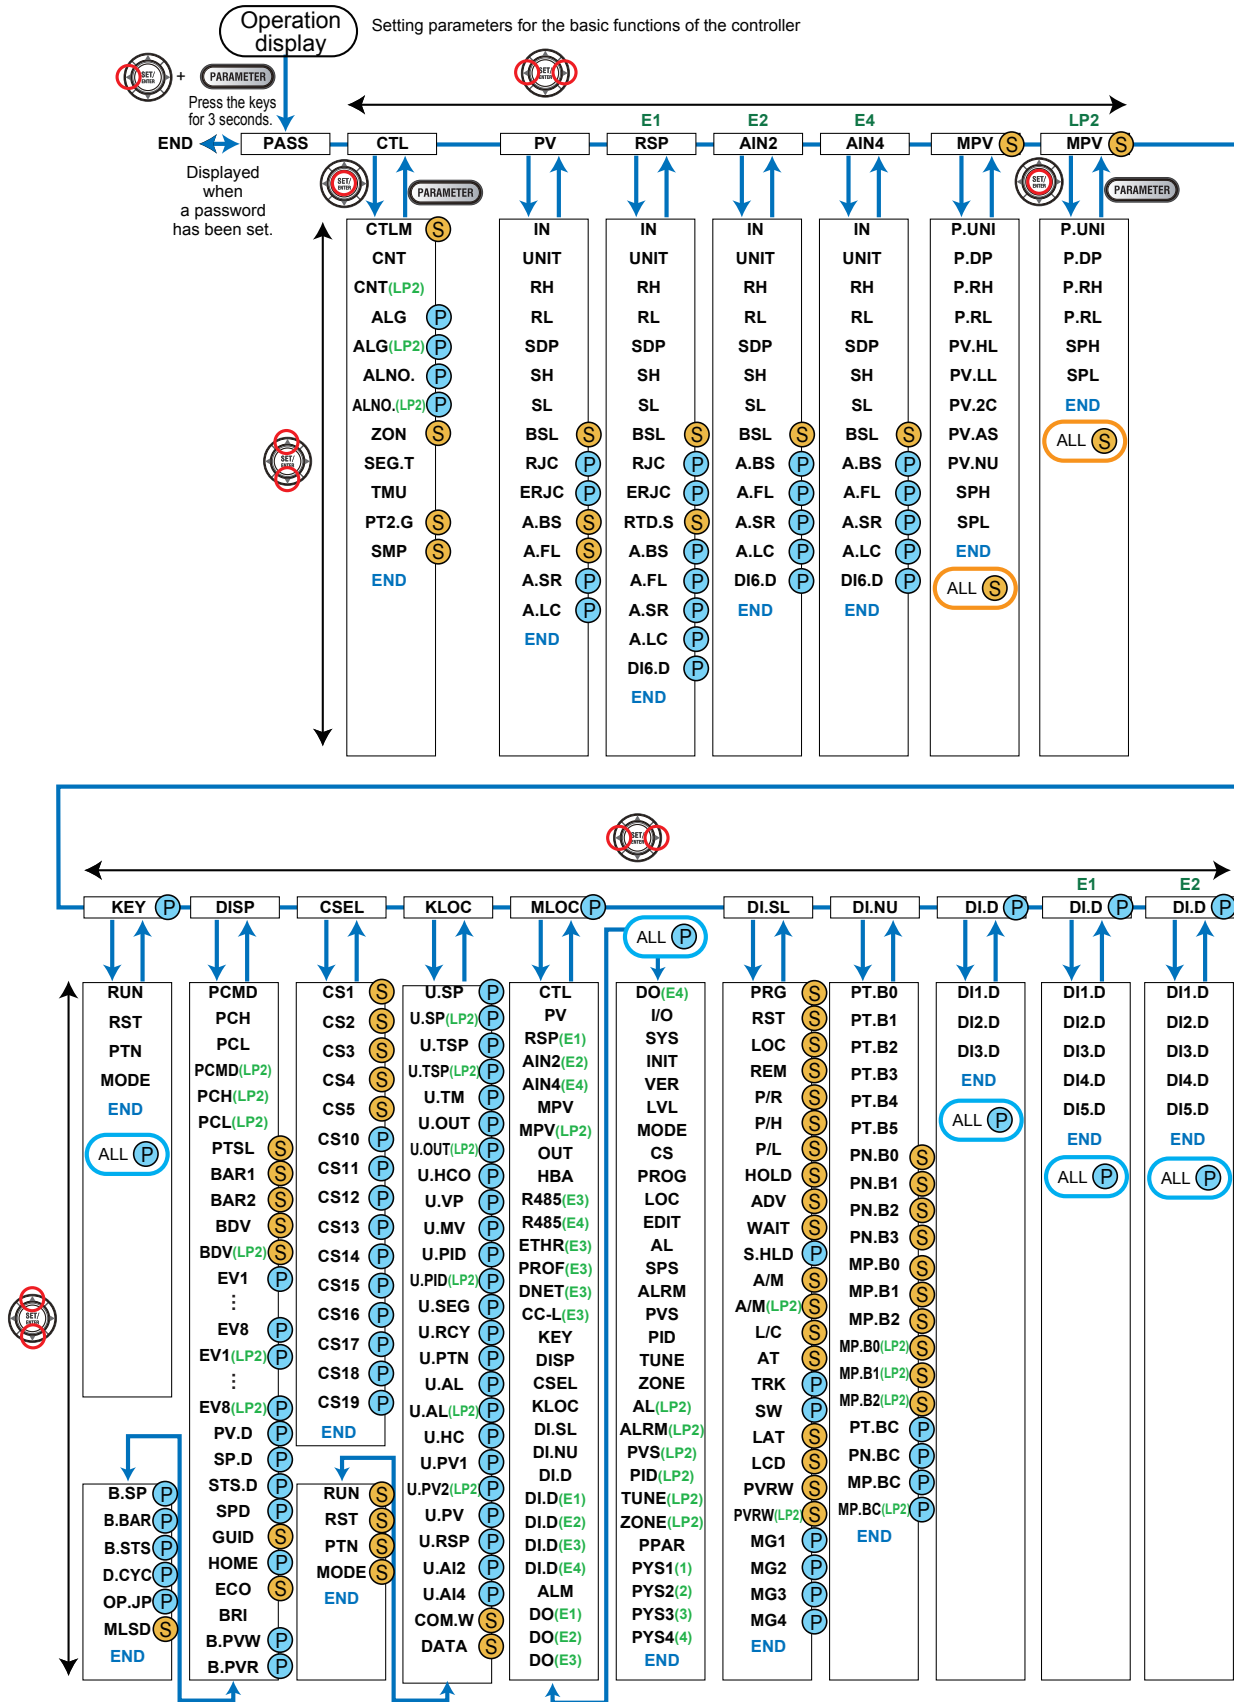 Operation
display
Setting parameters for the basic functions of the controller
SET/
ENTER
+
PARAMETER
Press the keys
for 3 seconds.
SET/
ENTER
END
PASS
Displayed
when
a password
has been set.
CTL
PV
E1
RSP
E2
AIN2
E4
AIN4
MPV S
LP2
MPV S
SET/
ENTER
PARAMETER
SET/
ENTER
PARAMETER
SET/
ENTER
CTLM S
CNT
CNT(LP2)
ALG P
ALG(LP2) P
ALNO. P
ALNO.(LP2) P
ZON S
SEG.T
TMU
PT2.G S
SMP S
END
IN
UNIT
RH
RL
SDP
SH
SL
BSL S
RJC P
ERJC P
A.BS S
A.FL S
A.SR P
A.LC P
END
IN
UNIT
RH
RL
SDP
SH
SL
BSL S
RJC P
ERJC P
RTD.S S
A.BS P
A.FL P
A.SR P
A.LC P
DI6.D P
END
IN
UNIT
RH
RL
SDP
SH
SL
BSL S
A.BS P
A.FL P
A.SR P
A.LC P
DI6.D P
END
IN
UNIT
RH
RL
SDP
SH
SL
BSL S
A.BS P
A.FL P
A.SR P
A.LC P
DI6.D P
END
P.UNI
P.DP
P.RH
P.RL
PV.HL
PV.LL
PV.2C
PV.AS
PV.NU
SPH
SPL
END
ALL S
P.UNI
P.DP
P.RH
P.RL
SPH
SPL
END
ALL S
SET/
ENTER
KEY P
DISP
CSEL
KLOC
MLOC P
DI.SL
DI.NU
DI.D P
E1
DI.D P
E2
DI.D P
SET/
ENTER
RUN
RST
PTN
MODE
END
ALL P
PCMD
PCH
PCL
PCMD(LP2)
PCH(LP2)
PCL(LP2)
PTSL S
BAR1 S
BAR2 S
BDV S
BDV(LP2) S
EV1 P
⋮
EV8 P
EV1(LP2) P
⋮
EV8(LP2) P
PV.D P
SP.D P
STS.D P
SPD P
GUID S
HOME P
ECO S
BRI
B.PVW P
B.PVR P
B.SP P
B.BAR P
B.STS P
D.CYC P
OP.JP P
MLSD S
END
CS1 S
CS2 S
CS3 S
CS4 S
CS5 S
CS10 P
CS11 P
CS12 P
CS13 P
CS14 P
CS15 P
CS16 P
CS17 P
CS18 P
CS19 P
END
U.SP P
U.SP(LP2) P
U.TSP P
U.TSP(LP2) P
U.TM P
U.OUT P
U.OUT(LP2) P
U.HCO P
U.VP P
U.MV P
U.PID P
U.PID(LP2) P
U.SEG P
U.RCY P
U.PTN P
U.AL P
U.AL(LP2) P
U.HC P
U.PV1 P
U.PV2(LP2) P
U.PV P
U.RSP P
U.AI2 P
U.AI4 P
COM.W S
DATA S
RUN S
RST S
PTN S
MODE S
END
CTL
PV
RSP(E1)
AIN2(E2)
AIN4(E4)
MPV
MPV(LP2)
OUT
HBA
R485(E3)
R485(E4)
ETHR(E3)
PROF(E3)
DNET(E3)
CC-L(E3)
KEY
DISP
CSEL
KLOC
DI.SL
DI.NU
DI.D
DI.D(E1)
DI.D(E2)
DI.D(E3)
DI.D(E4)
ALM
DO(E1)
DO(E2)
DO(E3)
ALL P
DO(E4)
I/O
SYS
INIT
VER
LVL
MODE
CS
PROG
LOC
EDIT
AL
SPS
ALRM
PVS
PID
TUNE
ZONE
AL(LP2)
ALRM(LP2)
PVS(LP2)
PID(LP2)
TUNE(LP2)
ZONE(LP2)
PPAR
PYS1(1)
PYS2(2)
PYS3(3)
PYS4(4)
END
PRG S
RST S
LOC S
REM S
P/R S
P/H S
P/L S
HOLD S
ADV S
WAIT S
S.HLD P
A/M S
A/M(LP2) S
L/C S
AT S
TRK P
SW P
LAT S
LCD S
PVRW S
PVRW(LP2) S
MG1 P
MG2 P
MG3 P
MG4 P
END
PT.B0
PT.B1
PT.B2
PT.B3
PT.B4
PT.B5
PN.B0 S
PN.B1 S
PN.B2 S
PN.B3 S
MP.B0 S
MP.B1 S
MP.B2 S
MP.B0(LP2) S
MP.B1(LP2) S
MP.B2(LP2) S
PT.BC P
PN.BC P
MP.BC P
MP.BC(LP2) P
END
DI1.D
DI2.D
DI3.D
END
ALL P
DI1.D
DI2.D
DI3.D
DI4.D
DI5.D
END
ALL P
DI1.D
DI2.D
DI3.D
DI4.D
DI5.D
END
ALL P